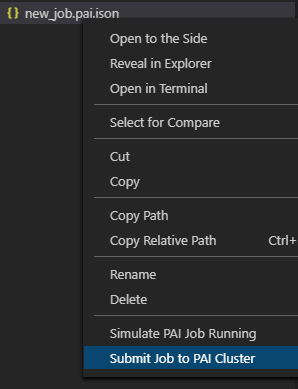 {} new_job.pai.json
Open to the Side
Reveal in Explorer
Open in Terminal
Select for Compare
Cut
Copy
Copy Path
Copy Relative Path Ctrl+
Rename
Delete
Simulate PAI Job Running
Submit Job to PAI Cluster